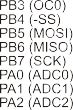 PB3 (OC0)
PB4 (-SS)
PB5 (MOSI)
PB6 (MISO)
PB7 (SCK)
PA0 (ADC0)
PA1 (ADC1)
PA2 (ADC2)